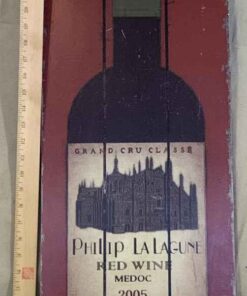 GRAND·CRU CLASSÉ
PHILIP LA LAGUNE
RED WINE
MEDOC
2005